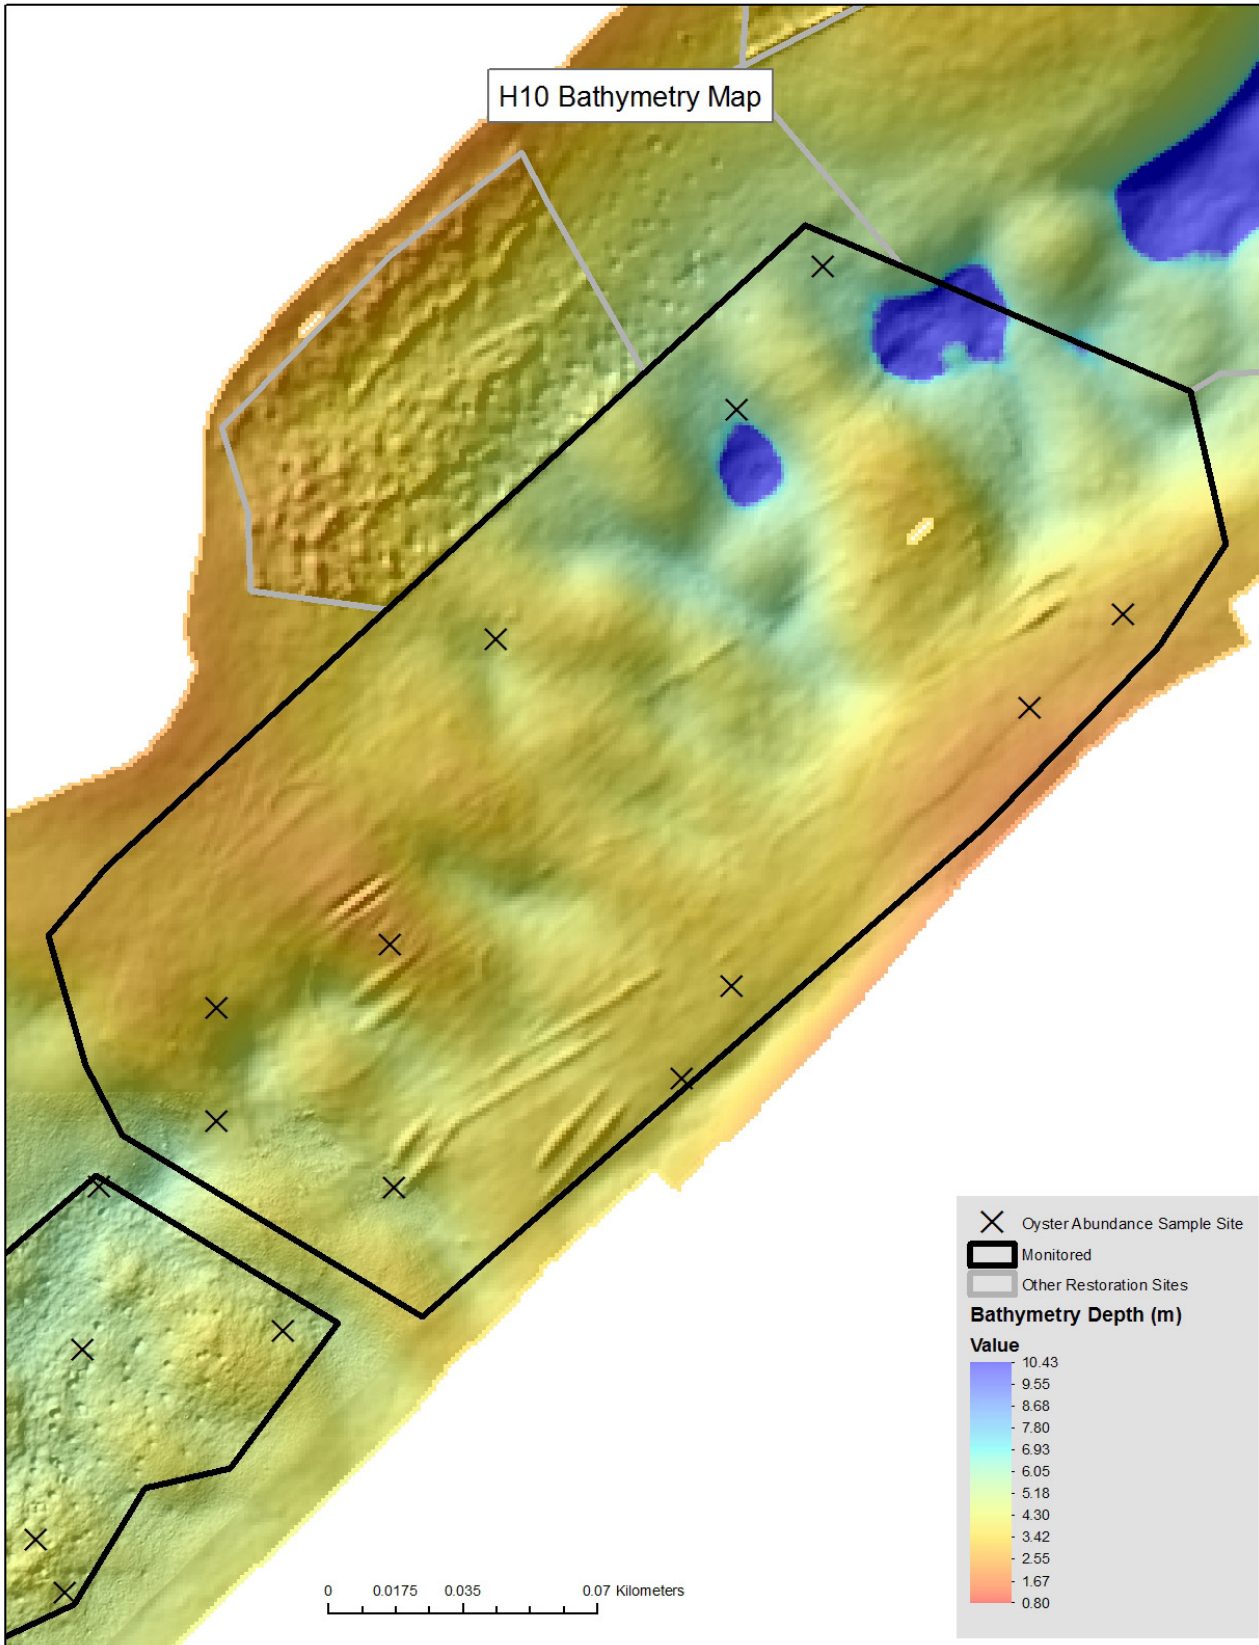 H10 Bathymetry Map
Oyster Abundance Sample Site
Monitored
Other Restoration Sites
Bathymetry Depth (m)
Value
10.43
9.55
8.68
7.80
6.93
6.05
5.18
4.30
3.42
2.55
1.67
0.80
0 0.0175 0.035 0.07 Kilometers